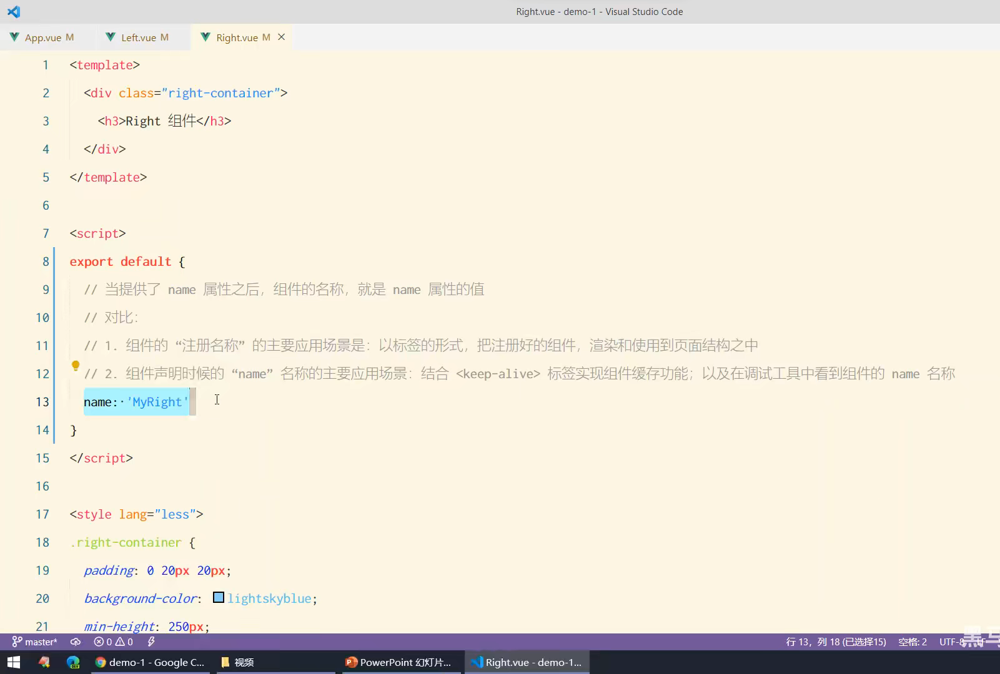 Right.vue - demo-1 - Visual Studio Code
App.vue M
Left.vue M
Right.vue M
1 <template>
2 <div class="right-container">
3 <h3>Right 组件</h3>
4 </div>
5 </template>
6
7 <script>
8 export default {
9 // 当提供了 name 属性之后，组件的名称，就是 name 属性的值
10 // 对比：
11 // 1. 组件的 “注册名称” 的主要应用场景是：以标签的形式，把注册好的组件，渲染和使用到页面结构之中
12 // 2. 组件声明时候的 “name” 名称的主要应用场景：结合 <keep-alive> 标签实现组件缓存功能；以及在调试工具中看到组件的 name 名称
13 name: 'MyRight'
14 }
15 </script>
16
17 <style lang="less">
18 .right-container {
19 padding: 0 20px 20px;
20 background-color: lightskyblue;
21 min-height: 250px;
master* 0 0 行 13，列 18 (已选择15) 空格: 2 UTF-8
demo-1 - Google C... 视频 PowerPoint 幻灯片... Right.vue - demo-1...